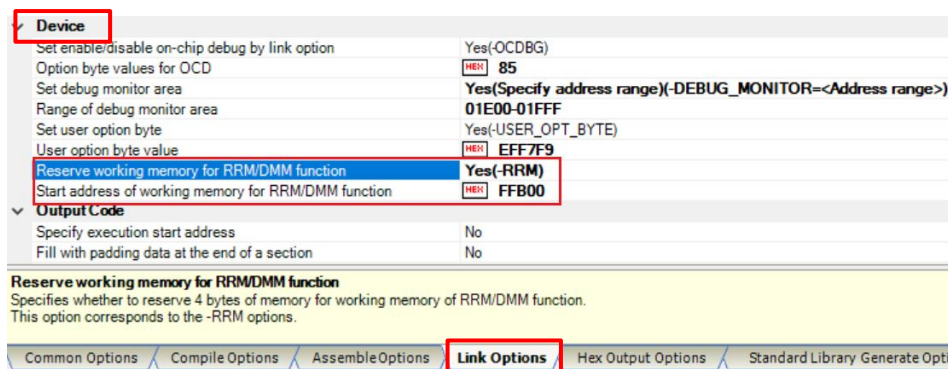 Device
Set enable/disable on-chip debug by link option Yes(-OCDBG)
Option byte values for OCD HEX 85
Set debug monitor area Yes(Specify address range)(-DEBUG_MONITOR=<Address range>)
Range of debug monitor area 01E00-01FFF
Set user option byte Yes(-USER_OPT_BYTE)
User option byte value HEX EFF7F9
Reserve working memory for RRM/DMM function Yes(-RRM)
Start address of working memory for RRM/DMM function HEX FFB00
Output Code
Specify execution start address No
Fill with padding data at the end of a section No
Reserve working memory for RRM/DMM function
Specifies whether to reserve 4 bytes of memory for working memory of RRM/DMM function.
This option corresponds to the -RRM options.
Common Options Compile Options Assemble Options Link Options Hex Output Options Standard Library Generate Opti